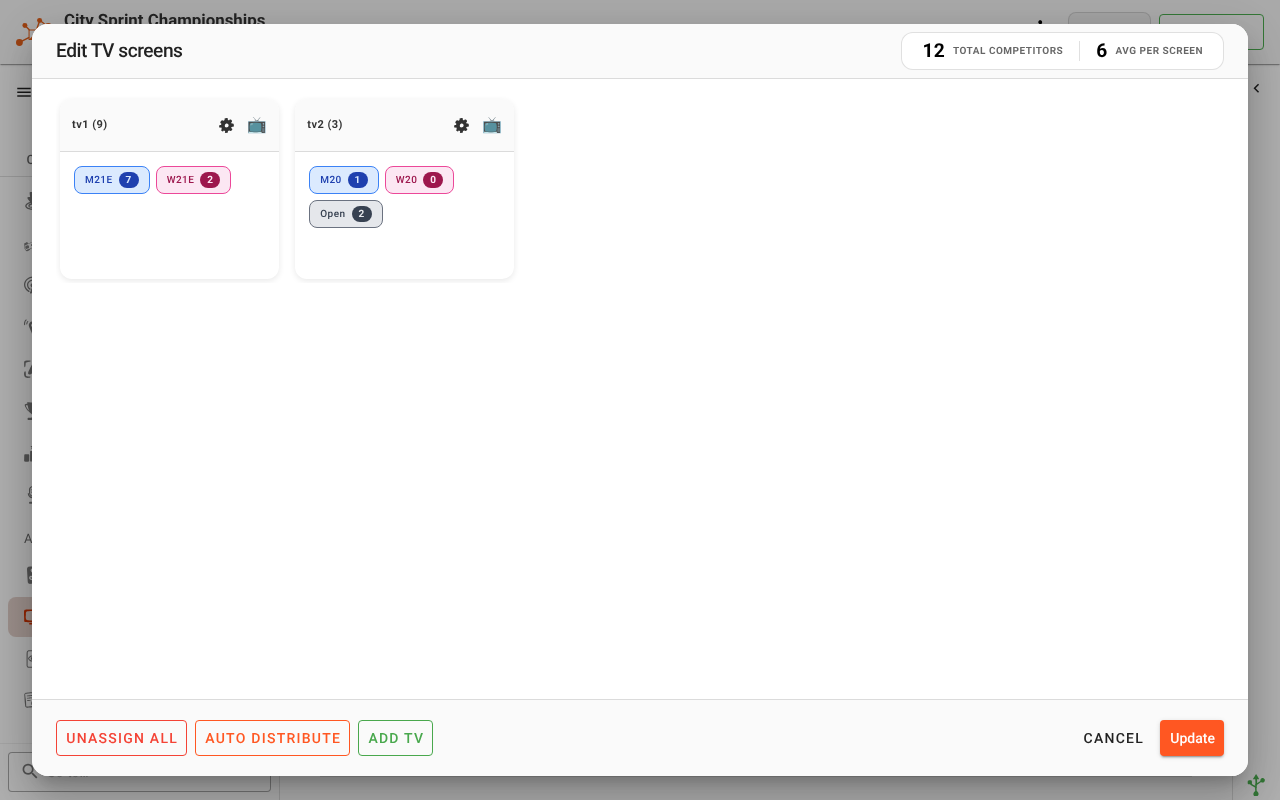 City Sprint Championships
Edit TV screens
12 TOTAL COMPETITORS 6 AVG PER SCREEN
tv1 (9)
M21E 7 W21E 2
tv2 (3)
M20 1 W20 0
Open 2
UNASSIGN ALL AUTO DISTRIBUTE ADD TV
CANCEL Update